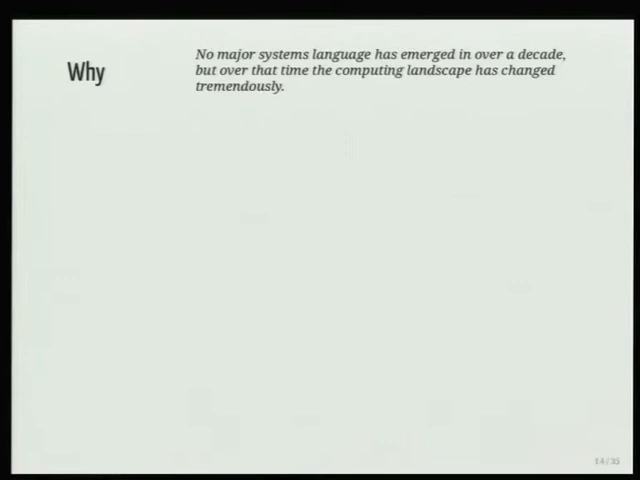 Why
No major systems language has emerged in over a decade,
but over that time the computing landscape has changed
tremendously.
14/35